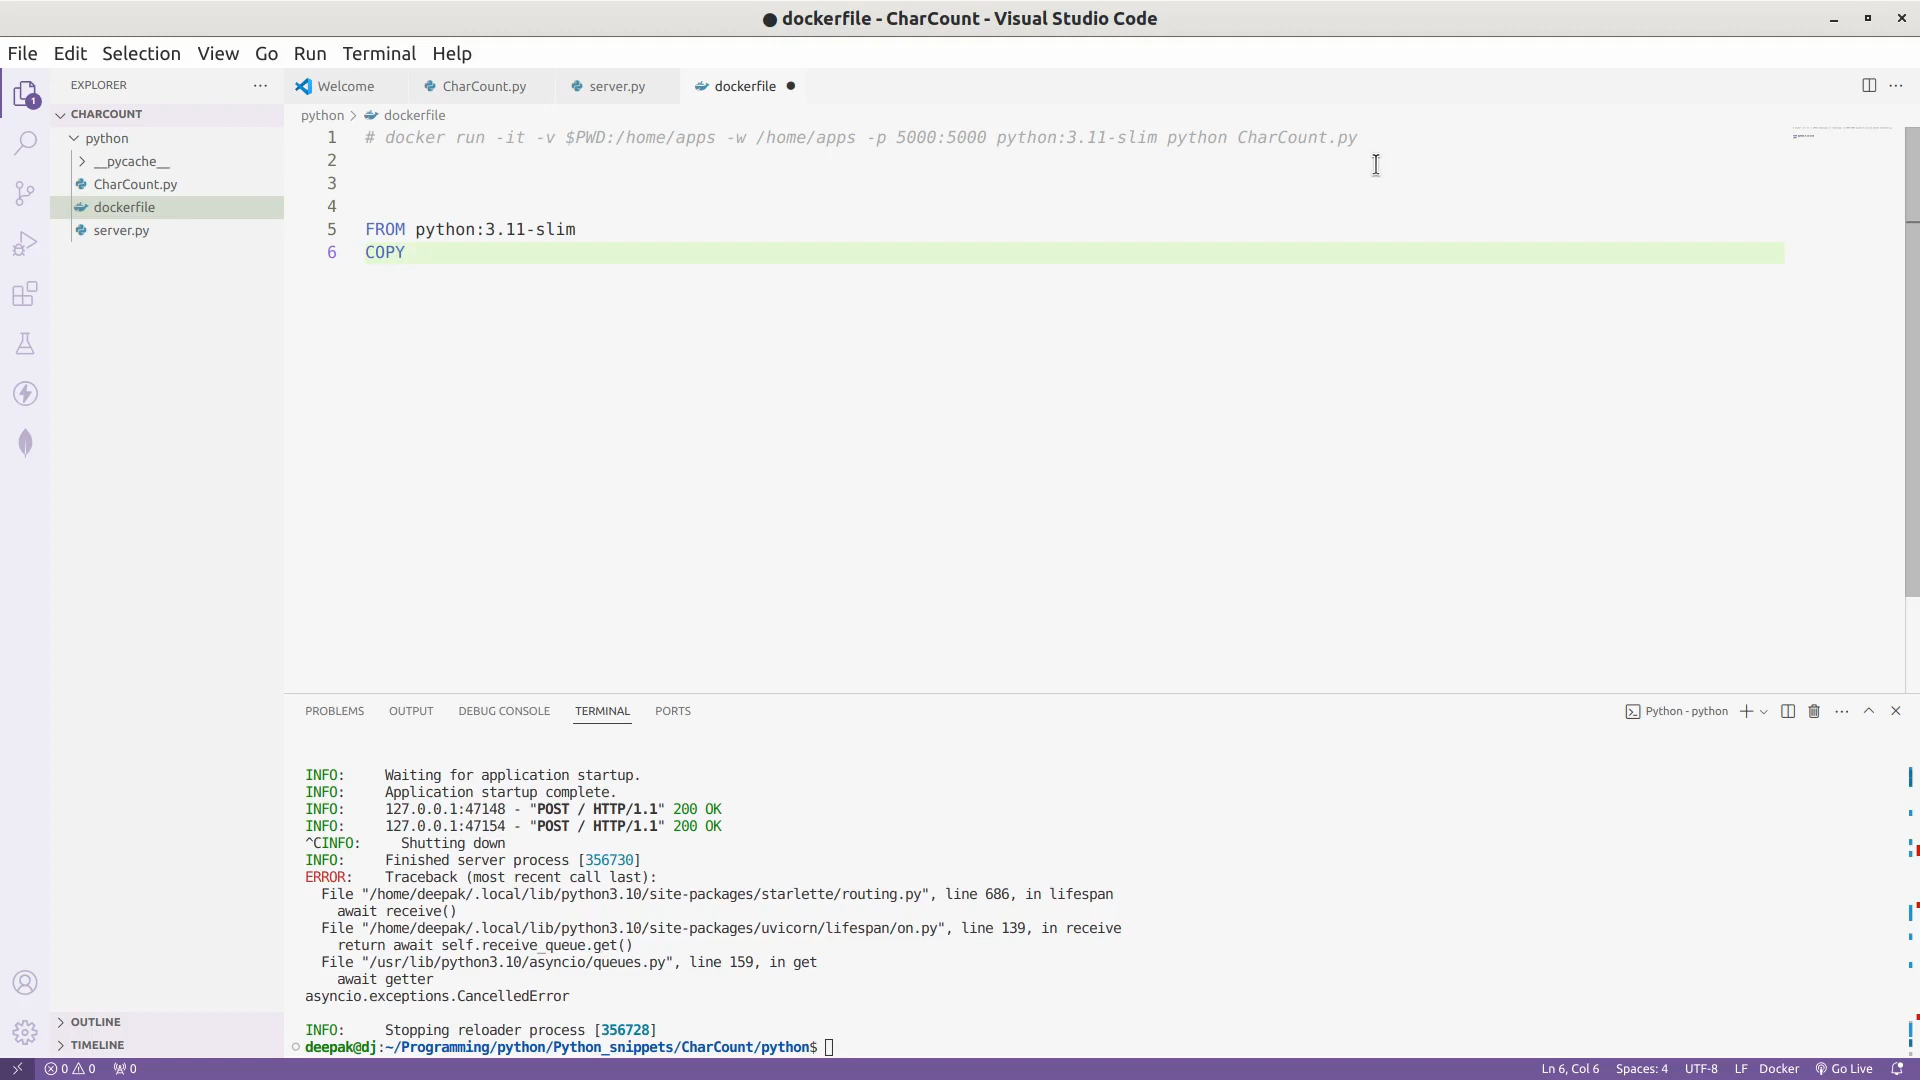 ● dockerfile - CharCount - Visual Studio Code
File Edit Selection View Go Run Terminal Help
EXPLORER
Welcome
CharCount.py
server.py
dockerfile
1
CHARCOUNT
python
__pycache__
CharCount.py
dockerfile
server.py
OUTLINE
TIMELINE
python > dockerfile
1 # docker run -it -v $PWD:/home/apps -w /home/apps -p 5000:5000 python:3.11-slim python CharCount.py
2
3
4
5 FROM python:3.11-slim
6 COPY
PROBLEMS OUTPUT DEBUG CONSOLE TERMINAL PORTS
Python - python
INFO: Waiting for application startup.
INFO: Application startup complete.
INFO: 127.0.0.1:47148 - "POST / HTTP/1.1" 200 OK
INFO: 127.0.0.1:47154 - "POST / HTTP/1.1" 200 OK
^CINFO: Shutting down
INFO: Finished server process [356730]
ERROR: Traceback (most recent call last):
File "/home/deepak/.local/lib/python3.10/site-packages/starlette/routing.py", line 686, in lifespan
await receive()
File "/home/deepak/.local/lib/python3.10/site-packages/uvicorn/lifespan/on.py", line 139, in receive
return await self.receive_queue.get()
File "/usr/lib/python3.10/asyncio/queues.py", line 159, in get
await getter
asyncio.exceptions.CancelledError
INFO: Stopping reloader process [356728]
deepak@dj:~/Programming/python/Python_snippets/CharCount/python$
0 0 0
Ln 6, Col 6 Spaces: 4 UTF-8 LF Docker Go Live